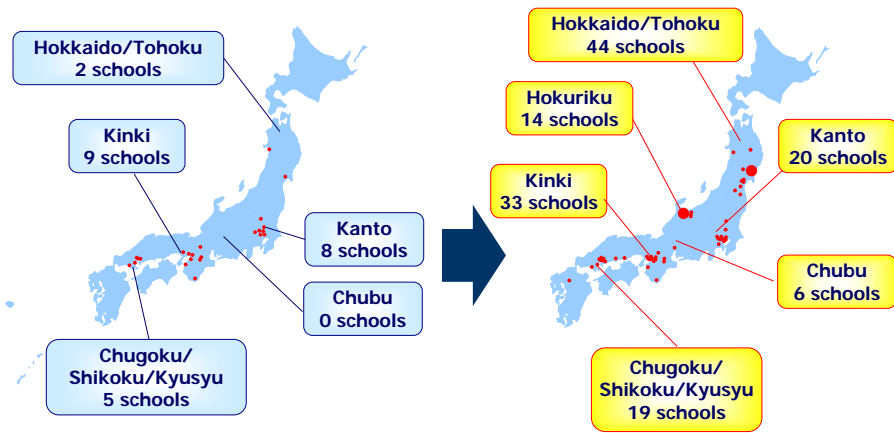 Hokkaido/Tohoku
2 schools
Kinki
9 schools
Kanto
8 schools
Chubu
0 schools
Chugoku/
Shikoku/Kyusyu
5 schools
Hokkaido/Tohoku
44 schools
Hokuriku
14 schools
Kanto
20 schools
Kinki
33 schools
Chubu
6 schools
Chugoku/
Shikoku/Kyusyu
19 schools